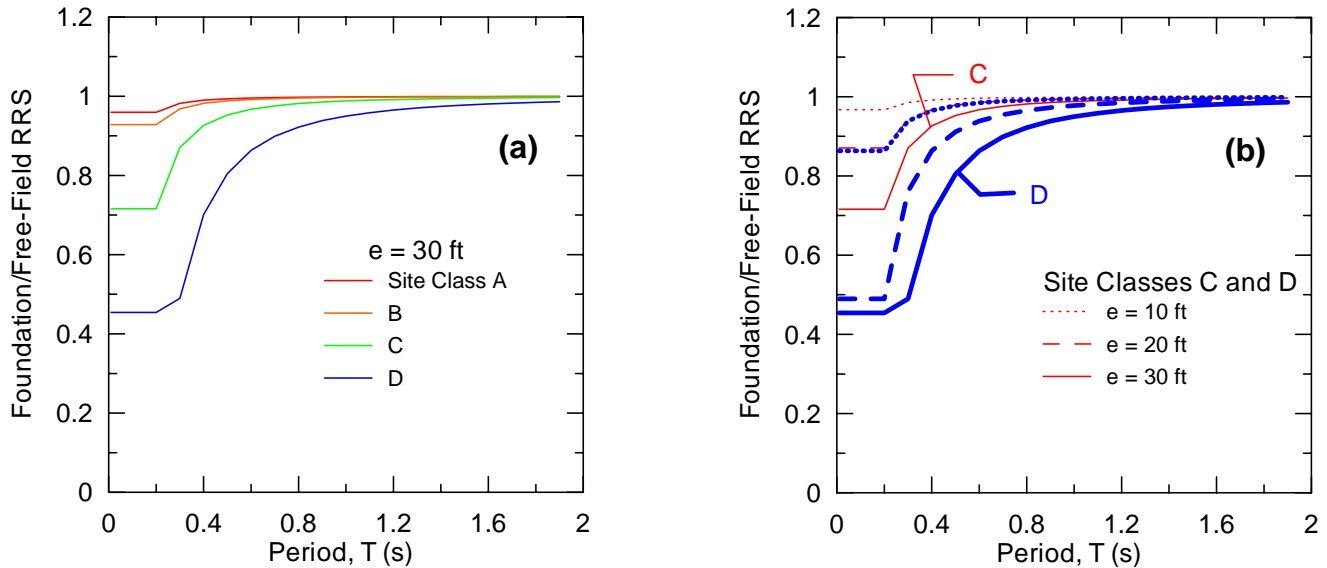 Foundation/Free-Field RRS
1.2
1
0.8
0.6
0.4
0.2
0
(a)
e = 30 ft
Site Class A
B
C
D
0 0.4 0.8 1.2 1.6 2
Period, T (s)
Foundation/Free-Field RRS
1.2
1
0.8
0.6
0.4
0.2
0
C
(b)
D
Site Classes C and D
e = 10 ft
e = 20 ft
e = 30 ft
0 0.4 0.8 1.2 1.6 2
Period, T (s)